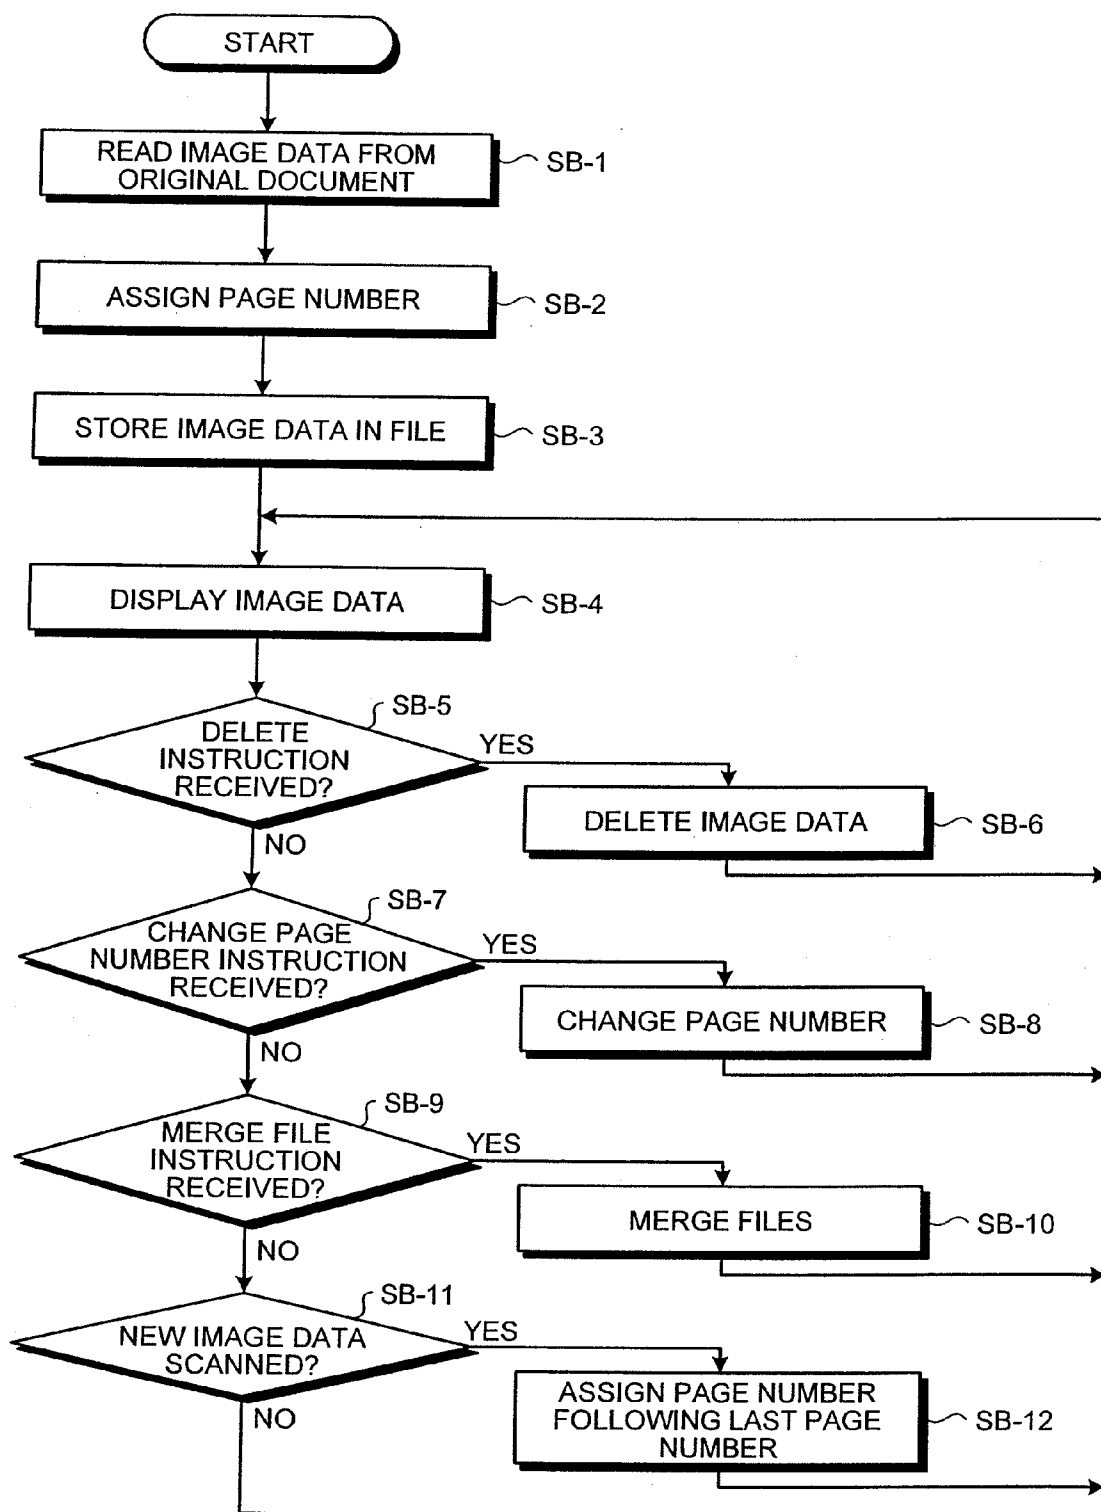 START
READ IMAGE DATA FROM
ORIGINAL DOCUMENT
SB-1
ASSIGN PAGE NUMBER
SB-2
STORE IMAGE DATA IN FILE
SB-3
DISPLAY IMAGE DATA
SB-4
SB-5
DELETE
INSTRUCTION
RECEIVED?
YES
DELETE IMAGE DATA
SB-6
NO
SB-7
CHANGE PAGE
NUMBER INSTRUCTION
RECEIVED?
YES
CHANGE PAGE NUMBER
SB-8
NO
SB-9
MERGE FILE
INSTRUCTION
RECEIVED?
YES
MERGE FILES
SB-10
NO
SB-11
NEW IMAGE DATA
SCANNED?
YES
ASSIGN PAGE NUMBER
FOLLOWING LAST PAGE
NUMBER
SB-12
NO